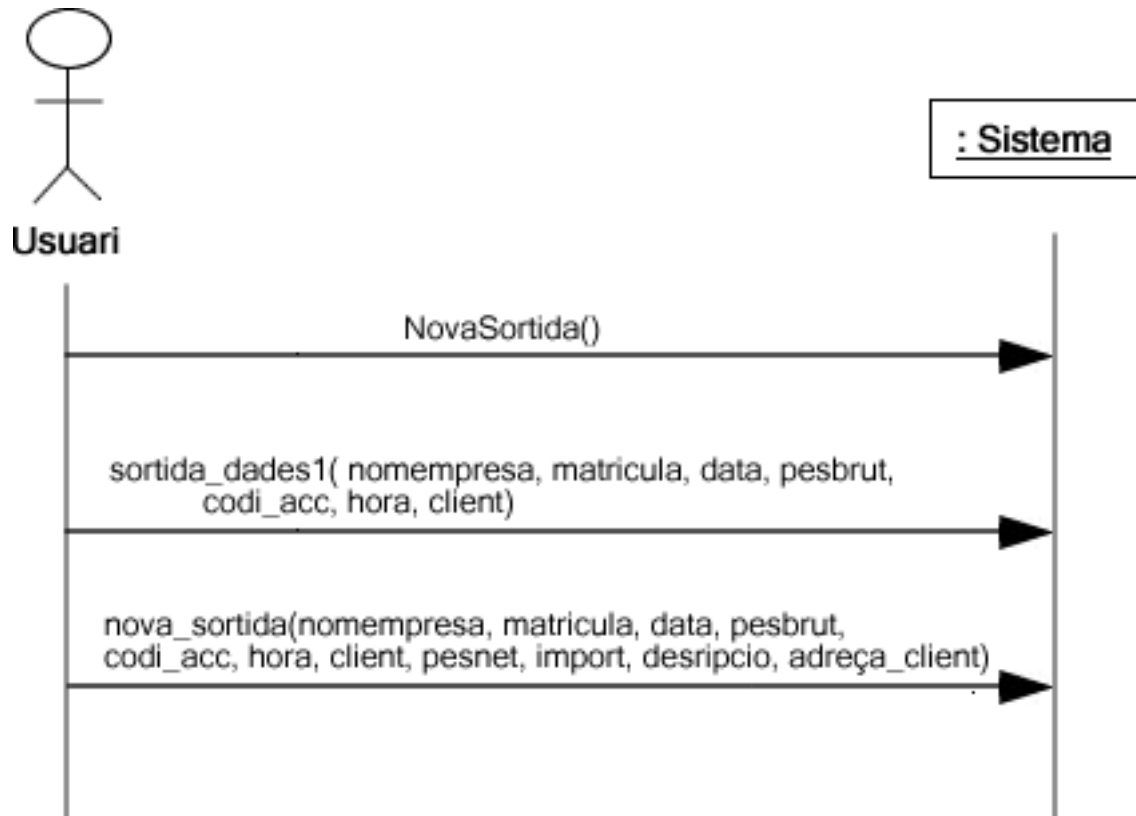 : Sistema
Usuari
NovaSortida()
sortida_dades1( nomempresa, matricula, data, pesbrut,
codi_acc, hora, client)
nova_sortida(nomempresa, matricula, data, pesbrut,
codi_acc, hora, client, pesnet, import, desripcio, adreça_client)